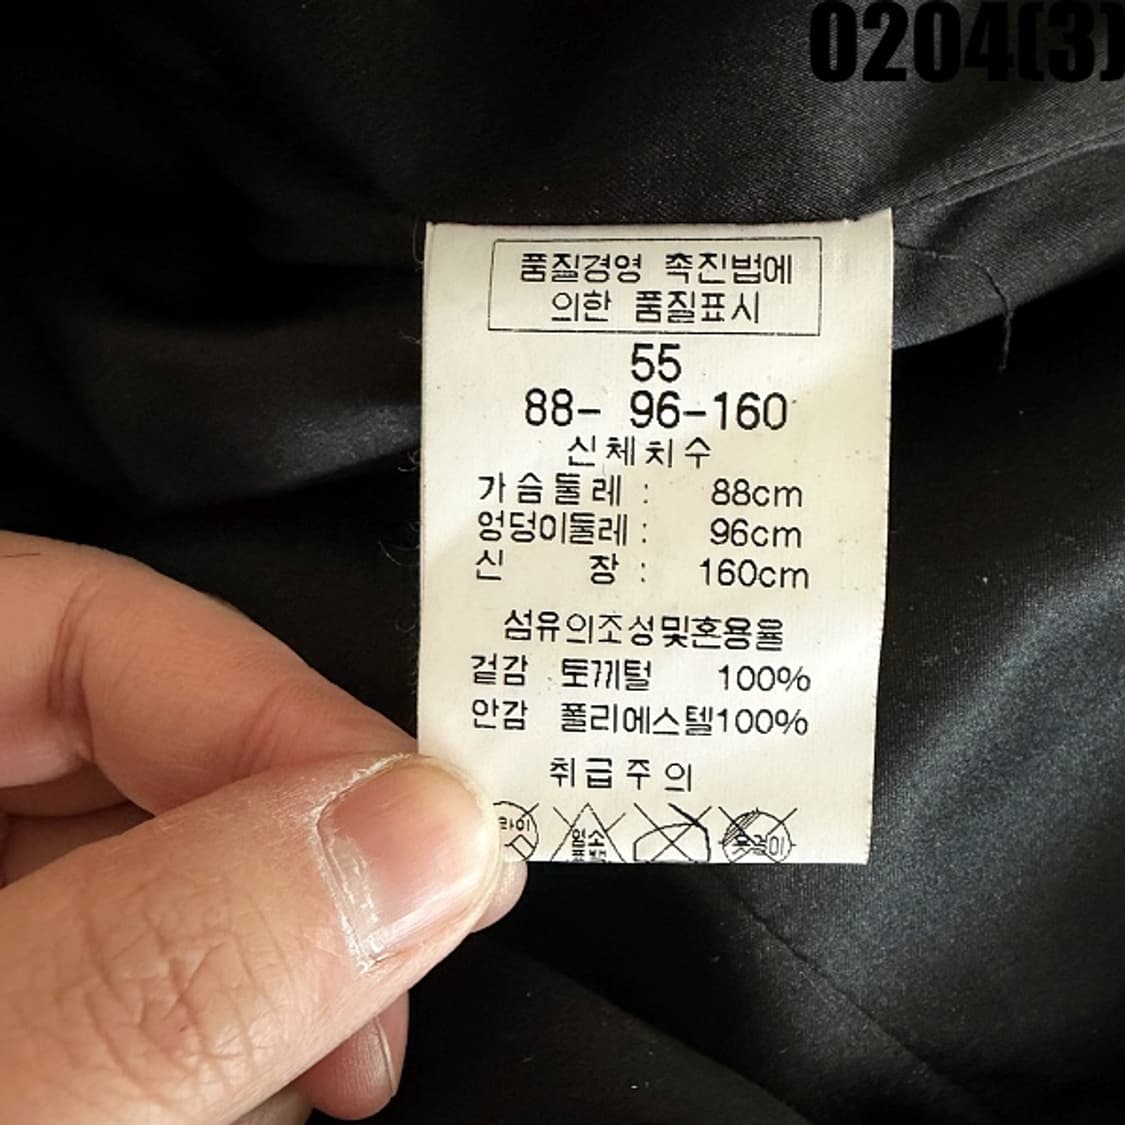 0204(3)
품질경영 촉진법에
의한 품질표시
55
88- 96-160
신체치수
가슴둘레 : 88cm
엉덩이둘레 : 96cm
신 장 : 160cm
섬유의조성및혼용율
겉감 토끼털 100%
안감 폴리에스텔100%
취급주의